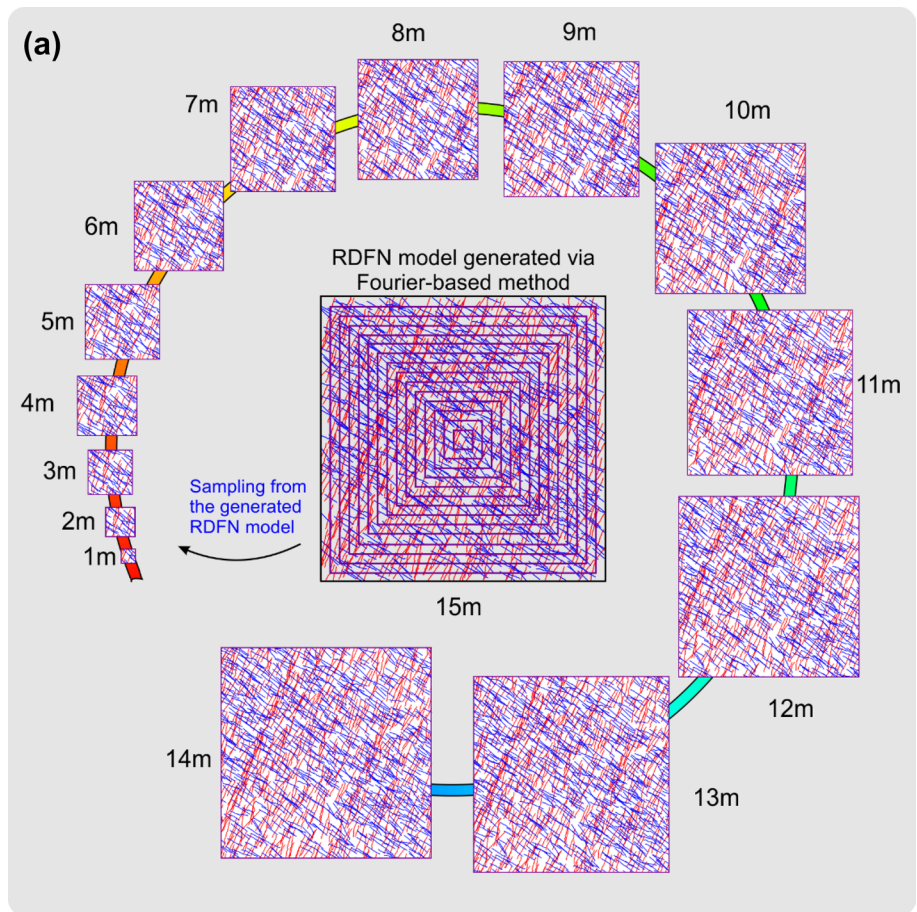 (a)
8m
9m
7m
10m
6m
RDFN model generated via
Fourier-based method
5m
11m
4m
3m
Sampling from
the generated
RDFN model
2m
1m
15m
12m
14m
13m